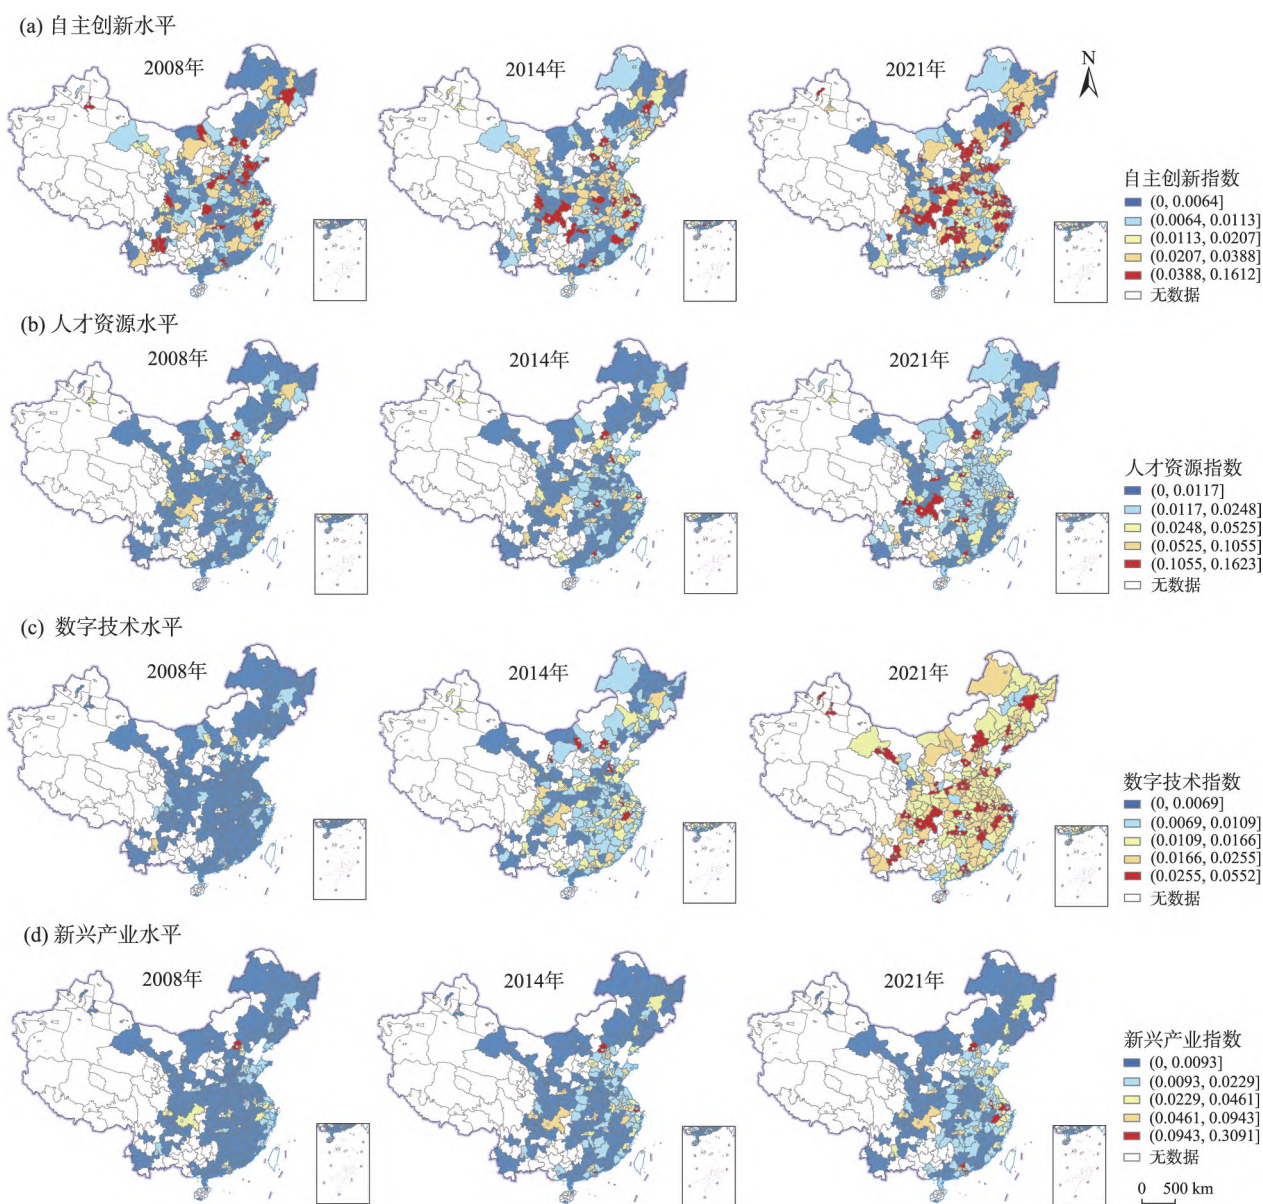 (a) 自主创新水平
2008年
2014年
2021年
N
自主创新指数
(0, 0.0064]
(0.0064, 0.0113]
(0.0113, 0.0207]
(0.0207, 0.0388]
(0.0388, 0.1612]
无数据
(b) 人才资源水平
2008年
2014年
2021年
人才资源指数
(0, 0.0117]
(0.0117, 0.0248]
(0.0248, 0.0525]
(0.0525, 0.1055]
(0.1055, 0.1623]
无数据
(c) 数字技术水平
2008年
2014年
2021年
数字技术指数
(0, 0.0069]
(0.0069, 0.0109]
(0.0109, 0.0166]
(0.0166, 0.0255]
(0.0255, 0.0552]
无数据
(d) 新兴产业水平
2008年
2014年
2021年
新兴产业指数
(0, 0.0093]
(0.0093, 0.0229]
(0.0229, 0.0461]
(0.0461, 0.0943]
(0.0943, 0.3091]
无数据
0 500 km